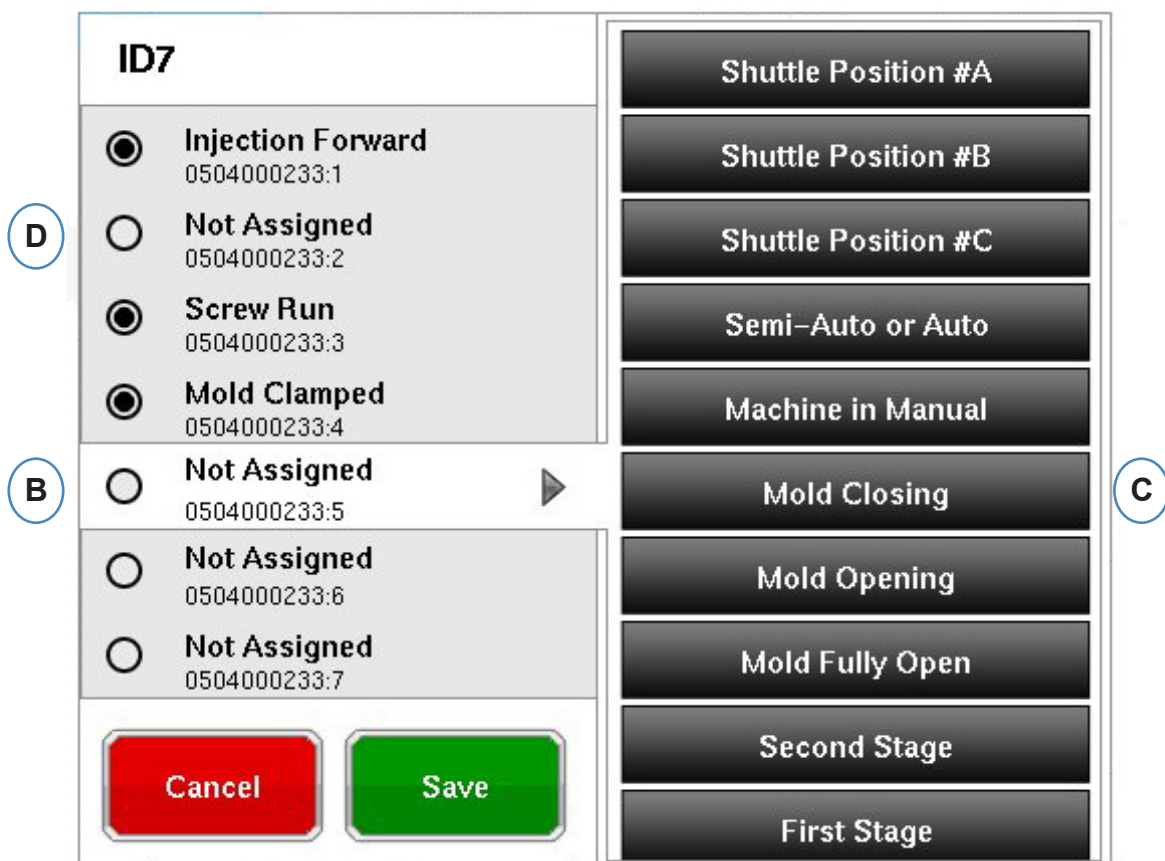 ID7
Injection Forward
0504000233:1
D
Not Assigned
0504000233:2
Screw Run
0504000233:3
Mold Clamped
0504000233:4
B
Not Assigned
0504000233:5
Not Assigned
0504000233:6
Not Assigned
0504000233:7
Cancel
Save
Shuttle Position #A
Shuttle Position #B
Shuttle Position #C
Semi-Auto or Auto
Machine in Manual
Mold Closing
C
Mold Opening
Mold Fully Open
Second Stage
First Stage